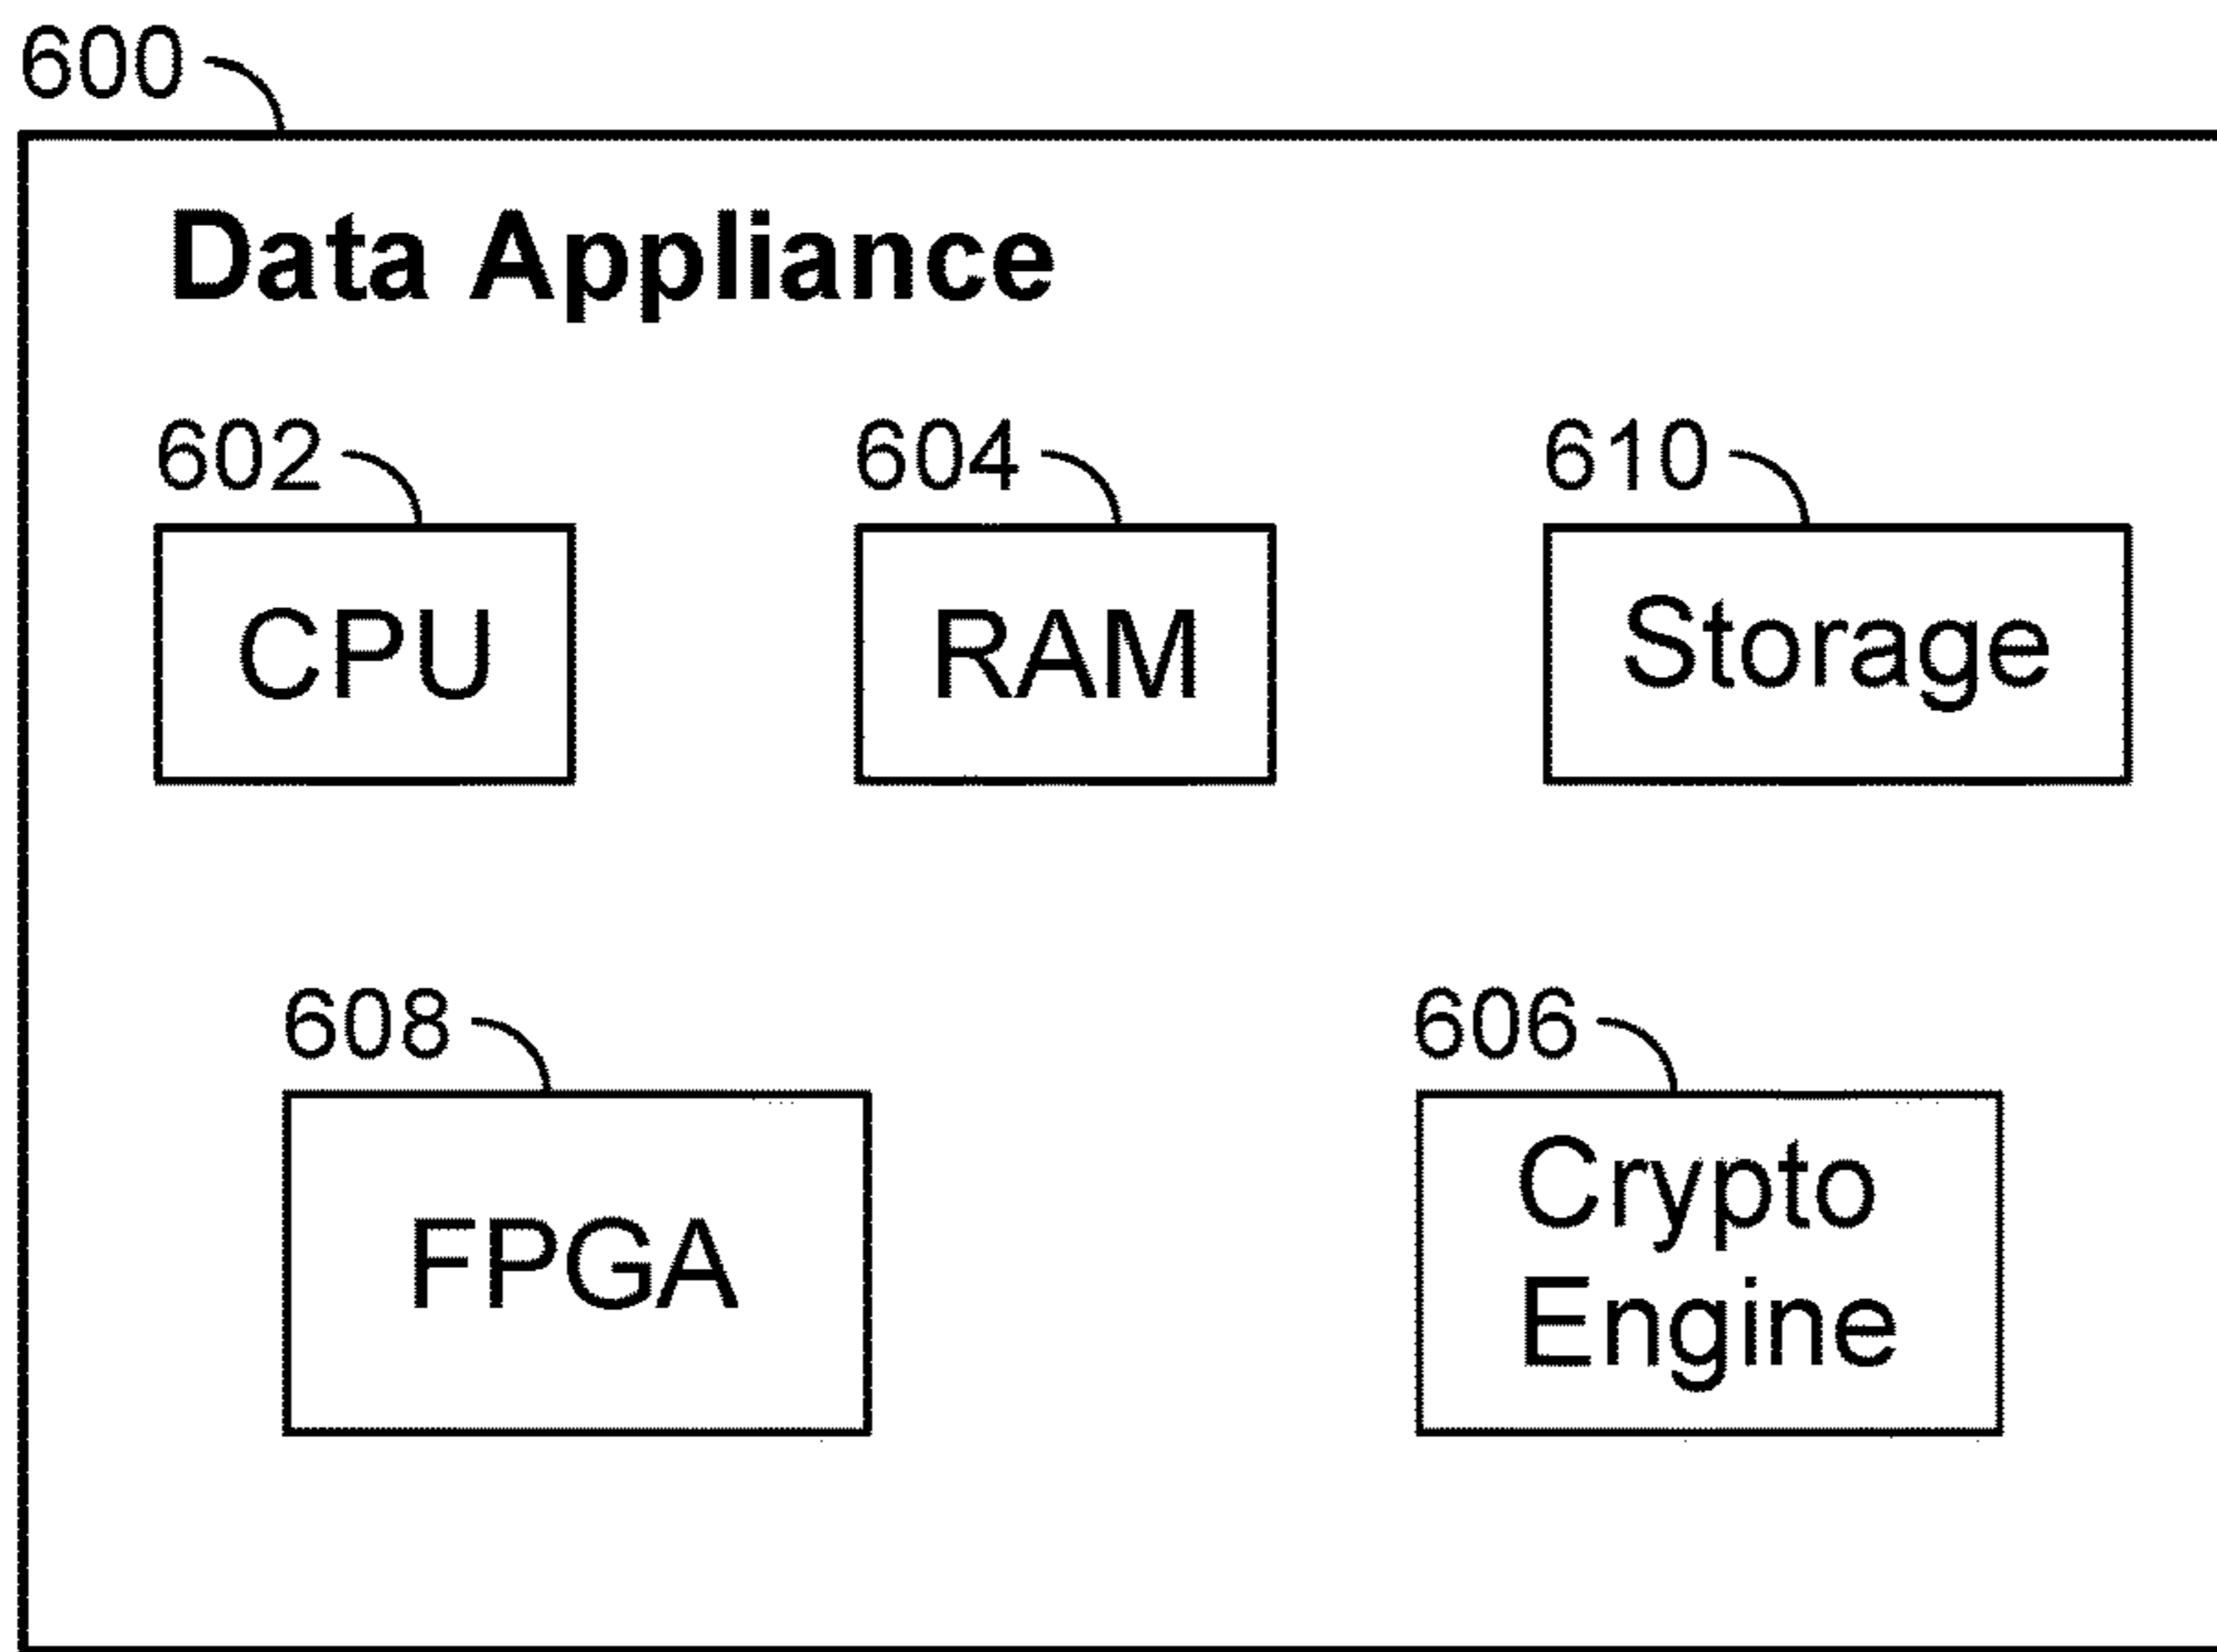 600
Data Appliance
602
604
610
CPU
RAM
Storage
608
606
FPGA
Crypto
Engine